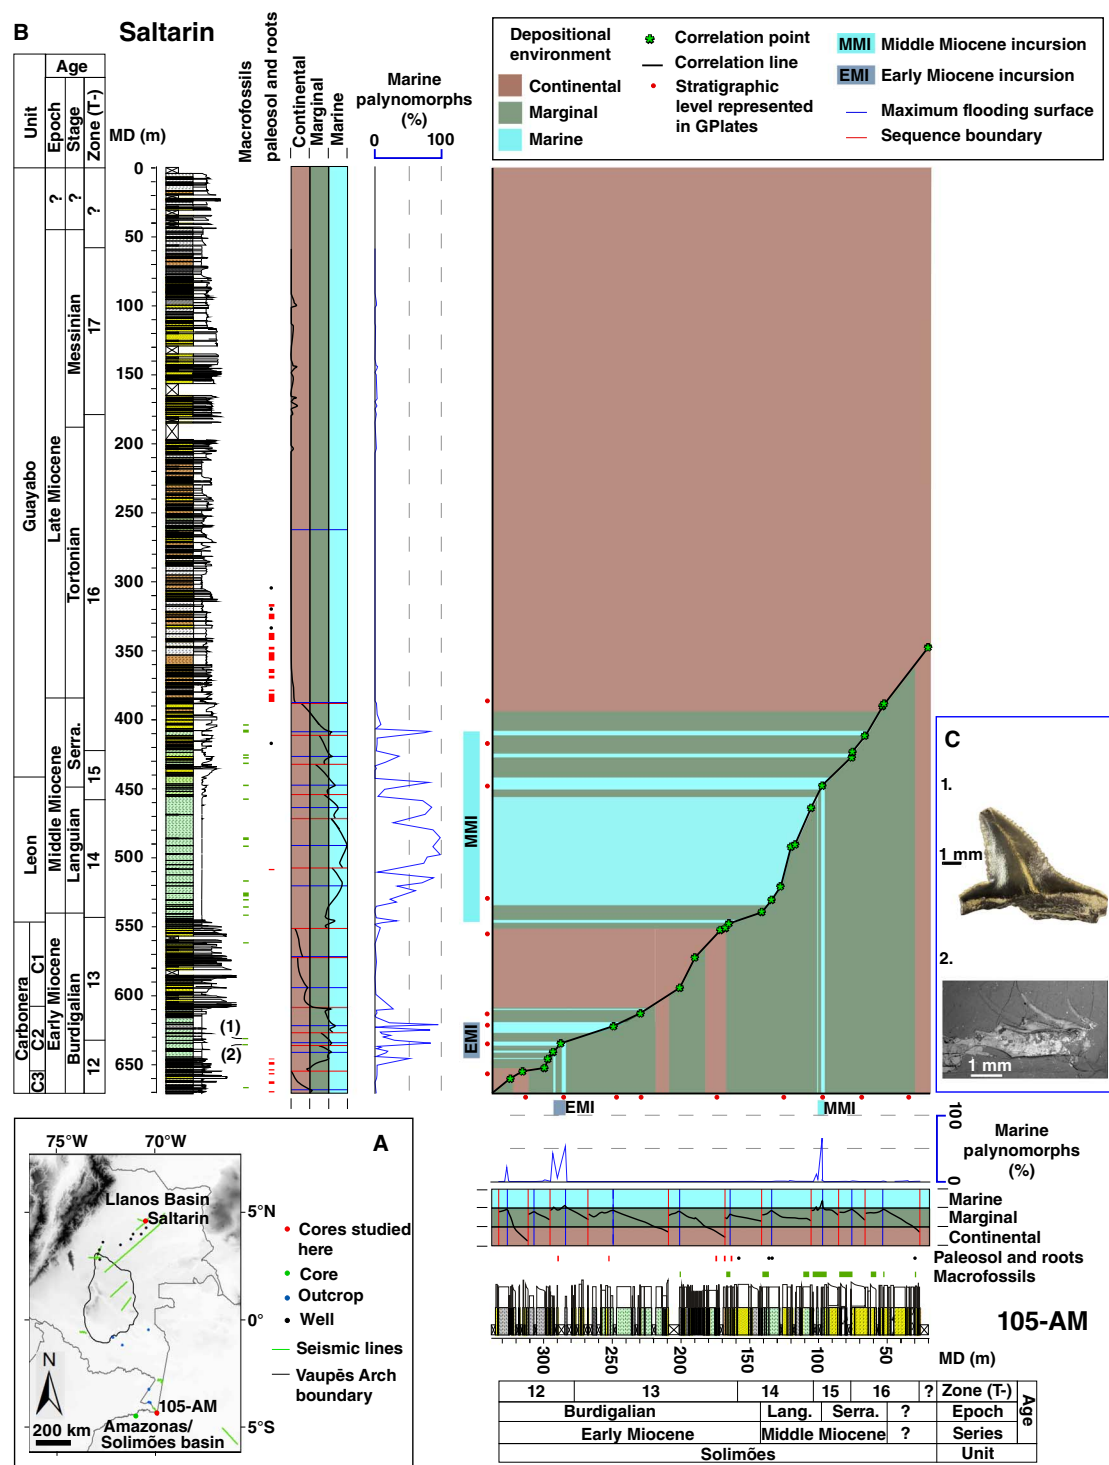 B
Saltarin
Unit
Age
Epoch
Stage
Zone (T-)
MD (m)
Macrofossils
paleosol and roots
Continental
Marginal
Marine
Marine
palynomorphs
(%)
0
100
Depositional
environment
Continental
Marginal
Marine
Correlation point
Correlation line
Stratigraphic
level represented
in GPlates
MMI Middle Miocene incursion
EMI Early Miocene incursion
Maximum flooding surface
Sequence boundary
0
50
100
150
200
250
300
350
400
450
500
550
600
650
Guayabo
Leon
Carbonera
C1
C2
C3
?
Late Miocene
Middle Miocene
Early Miocene
?
Messinian
Tortonian
Serra.
Languian
Burdigalian
?
17
16
15
14
13
12
(1)
(2)
MMI
EMI
EMI
MMI
C
1.
1 mm
2.
1 mm
100
0
Marine
palynomorphs
(%)
Marine
Marginal
Continental
Paleosol and roots
Macrofossils
105-AM
300
250
200
150
100
50
MD (m)
12 13 14 15 16 ? Zone (T-)
Burdigalian Lang. Serra. ? Epoch
Early Miocene Middle Miocene ? Series
Solimões Unit
Age
A
75°W 70°W
Llanos Basin
Saltarin
5°N
0°
5°S
N
200 km
105-AM
Amazonas/
Solimões basin
Cores studied
here
Core
Outcrop
Well
Seismic lines
Vaupēs Arch
boundary